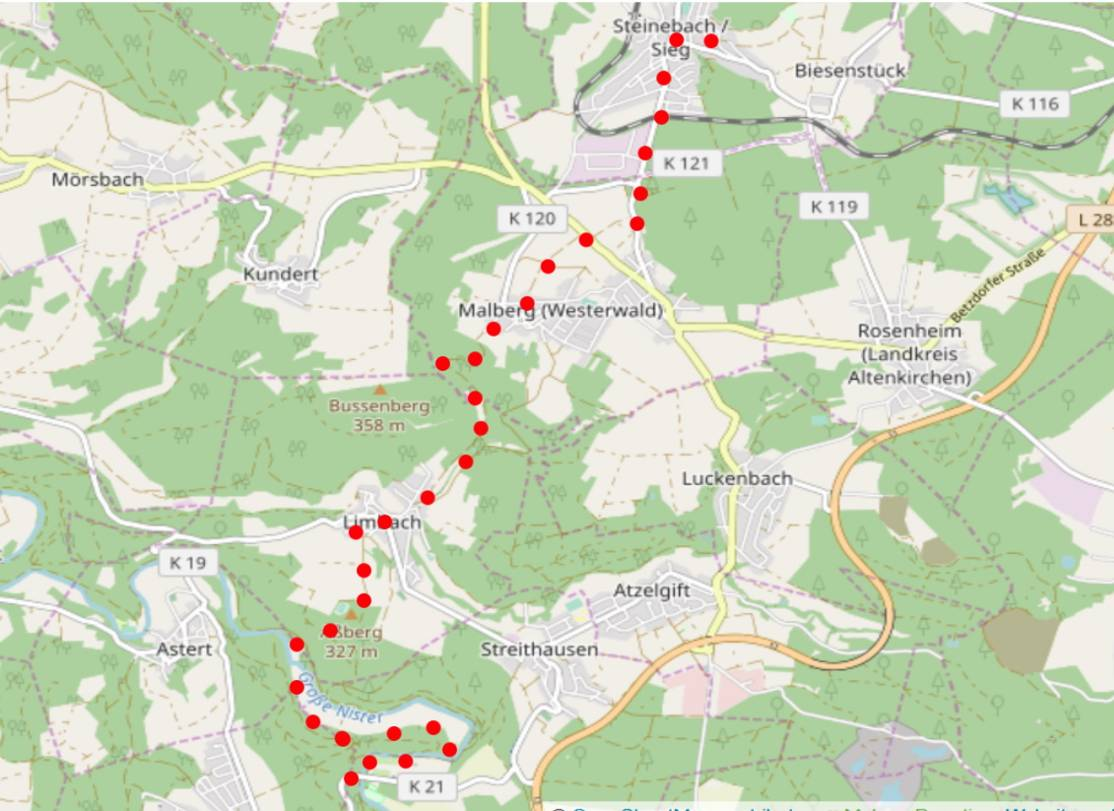 Steinebach /
Sieg
Biesenstück
K 116
K 121
Mörsbach
K 119
K 120
L 28
Kundert
Betzdorfer Straße
Malberg (Westerwald)
Rosenheim
(Landkreis
Altenkirchen)
Bussenberg
358 m
Luckenbach
Limbach
K 19
Atzelgift
Aßberg
327 m
Astert
Streithausen
Große Nister
K 21